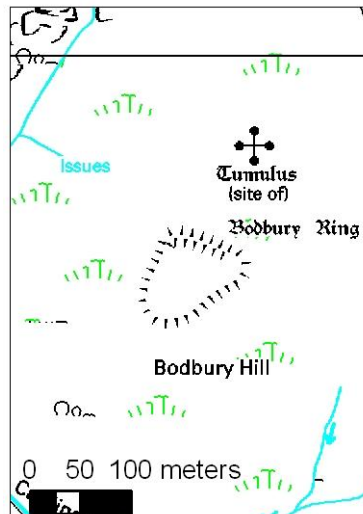 Issues
Tumulus
(site of)
Bodbury Ring
Bodbury Hill
0 50 100 meters